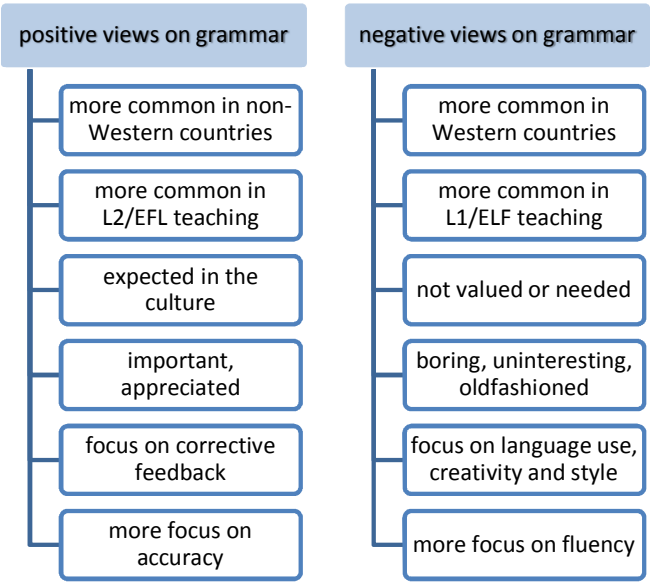 positive views on grammar
more common in non-
Western countries
more common in
L2/EFL teaching
expected in the
culture
important,
appreciated
focus on corrective
feedback
more focus on
accuracy
negative views on grammar
more common in
Western countries
more common in
L1/ELF teaching
not valued or needed
boring, uninteresting,
oldfashioned
focus on language use,
creativity and style
more focus on fluency